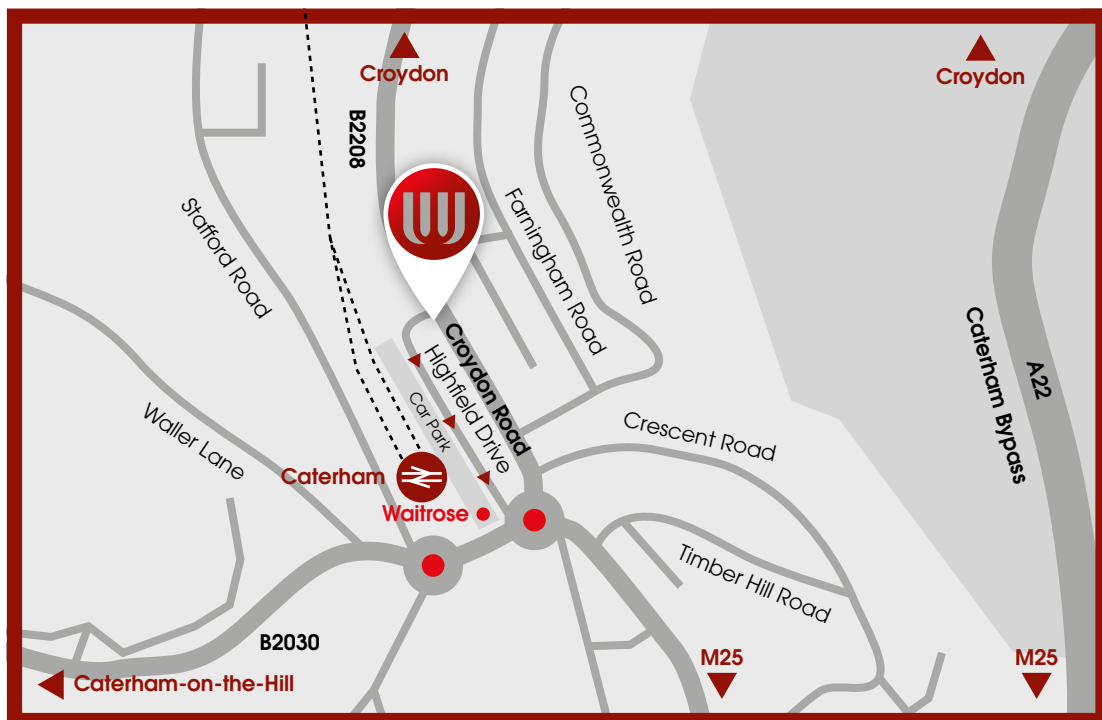 Croydon
Croydon
B2208
Commonwealth Road
Farningham Road
Stafford Road
Croydon Road
Highfield Drive
Car Park
Caterham Bypass
A22
Waller Lane
Crescent Road
Caterham
Waitrose
Timber Hill Road
B2030
M25
M25
Caterham-on-the-Hill